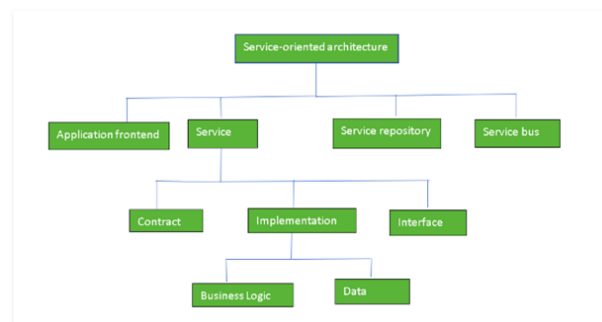 Service-oriented architecture
Application frontend
Service
Service repository
Service bus
Contract
Implementation
Interface
Business Logic
Data